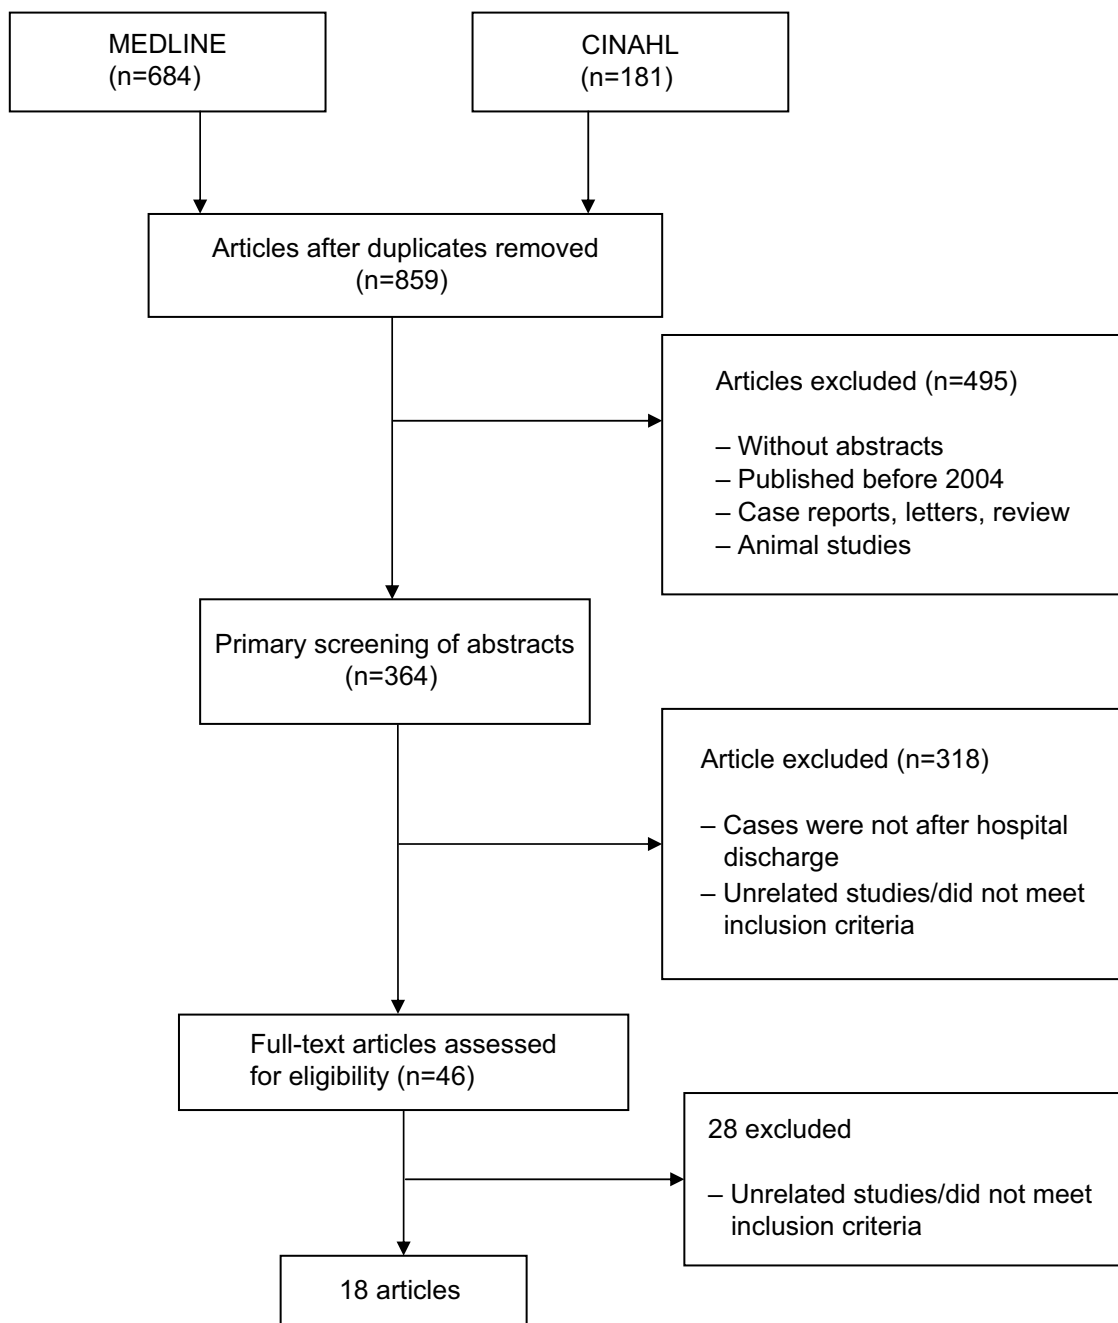 MEDLINE
(n=684)
CINAHL
(n=181)
Articles after duplicates removed
(n=859)
Articles excluded (n=495)
– Without abstracts
– Published before 2004
– Case reports, letters, review
– Animal studies
Primary screening of abstracts
(n=364)
Article excluded (n=318)
– Cases were not after hospital
discharge
– Unrelated studies/did not meet
inclusion criteria
Full-text articles assessed
for eligibility (n=46)
28 excluded
– Unrelated studies/did not meet
inclusion criteria
18 articles